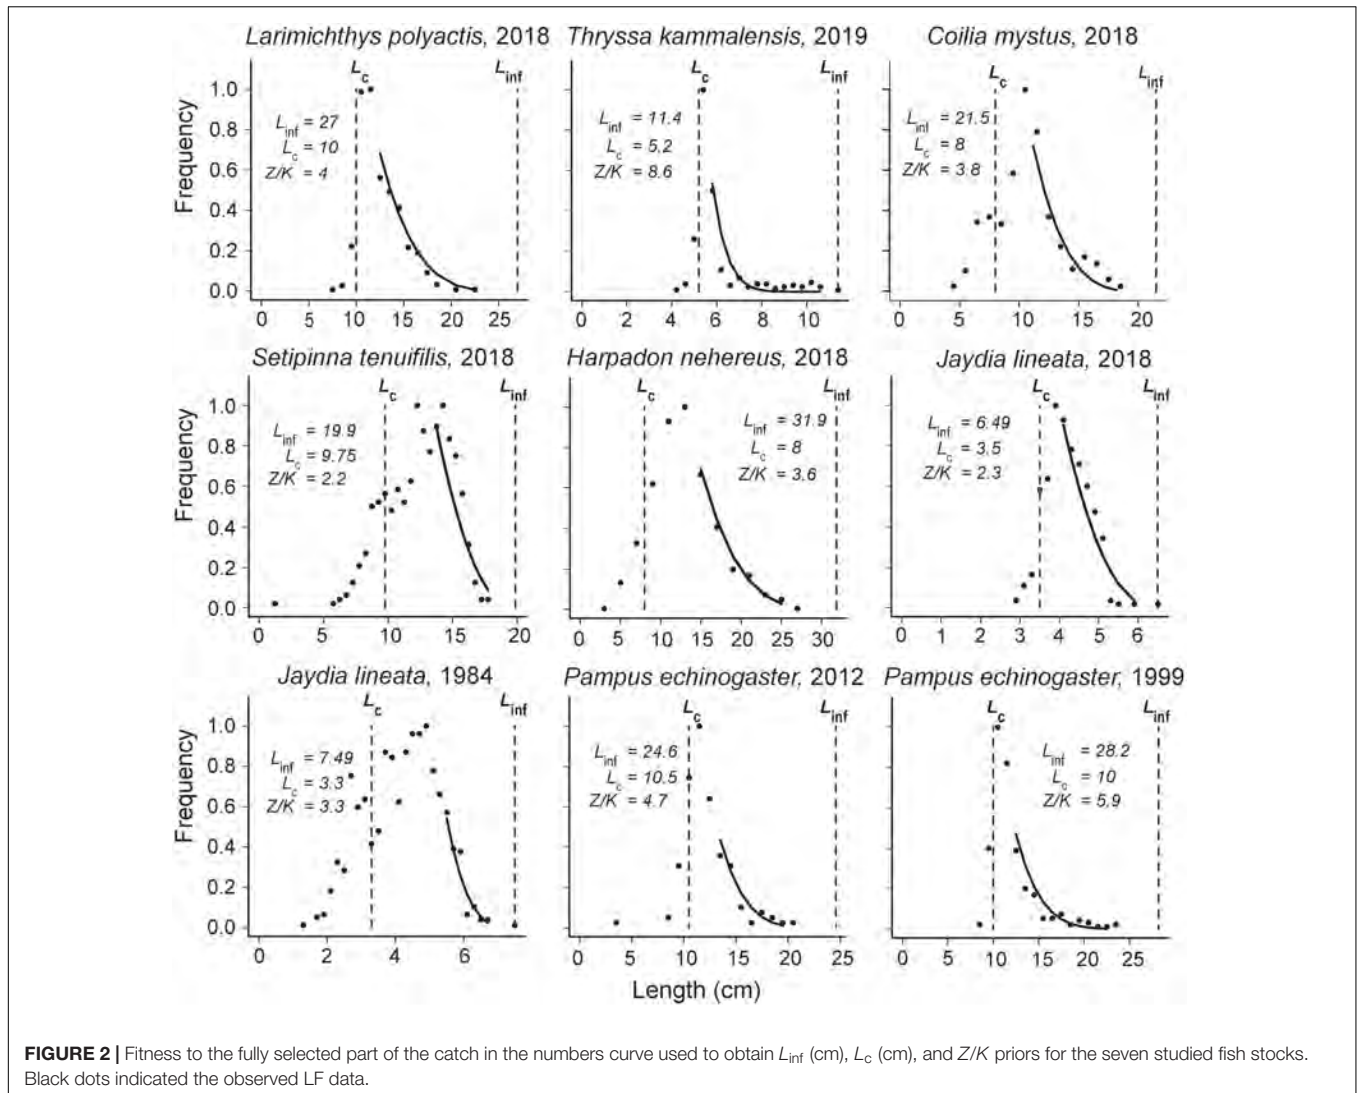 Larimichthys polyactis, 2018
Thryssa kammalensis, 2019
Coilia mystus, 2018
Lc
Linf
Lc
Linf
Lc
Linf
Frequency
1.0
0.8
0.6
0.4
0.2
0.0
Linf = 27
Lc = 10
Z/K = 4
Linf = 11.4
Lc = 5.2
Z/K = 8.6
Linf = 21.5
Lc = 8
Z/K = 3.8
0 5 10 15 20 25
0 2 4 6 8 10
0 5 10 15 20
Setipinna tenuifilis, 2018
Harpadon nehereus, 2018
Jaydia lineata, 2018
Lc
Linf
Lc
Linf
Lc
Linf
Frequency
1.0
0.8
0.6
0.4
0.2
0.0
Linf = 19.9
Lc = 9.75
Z/K = 2.2
Linf = 31.9
Lc = 8
Z/K = 3.6
Linf = 6.49
Lc = 3.5
Z/K = 2.3
0 5 10 15 20
0 5 10 15 20 25 30
0 1 2 3 4 5 6
Jaydia lineata, 1984
Pampus echinogaster, 2012
Pampus echinogaster, 1999
Lc
Linf
Lc
Linf
Lc
Linf
Frequency
1.0
0.8
0.6
0.4
0.2
0.0
Linf = 7.49
Lc = 3.3
Z/K = 3.3
Linf = 24.6
Lc = 10.5
Z/K = 4.7
Linf = 28.2
Lc = 10
Z/K = 5.9
2 4 6
0 5 10 15 20 25
0 5 10 15 20 25
Length (cm)
FIGURE 2 | Fitness to the fully selected part of the catch in the numbers curve used to obtain Linf (cm), Lc (cm), and Z/K priors for the seven studied fish stocks.
Black dots indicated the observed LF data.